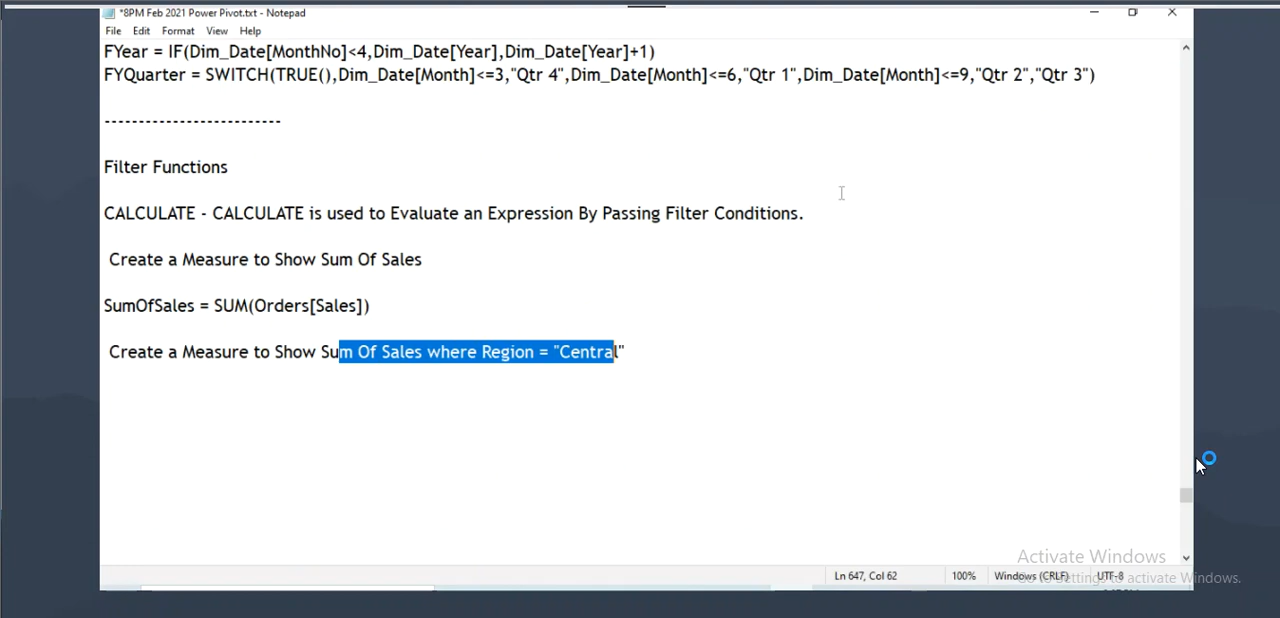 *8PM Feb 2021 Power Pivot.txt - Notepad
File Edit Format View Help
FYear = IF(Dim_Date[MonthNo]<4,Dim_Date[Year],Dim_Date[Year]+1)
FYQuarter = SWITCH(TRUE(),Dim_Date[Month]<=3,"Qtr 4",Dim_Date[Month]<=6,"Qtr 1",Dim_Date[Month]<=9,"Qtr 2","Qtr 3")
--------------------------
Filter Functions
CALCULATE - CALCULATE is used to Evaluate an Expression By Passing Filter Conditions.
Create a Measure to Show Sum Of Sales
SumOfSales = SUM(Orders[Sales])
Create a Measure to Show Sum Of Sales where Region = "Central"
Activate Windows
Go to Settings to activate Windows.
Ln 647, Col 62 100% Windows (CRLF) UTF-8